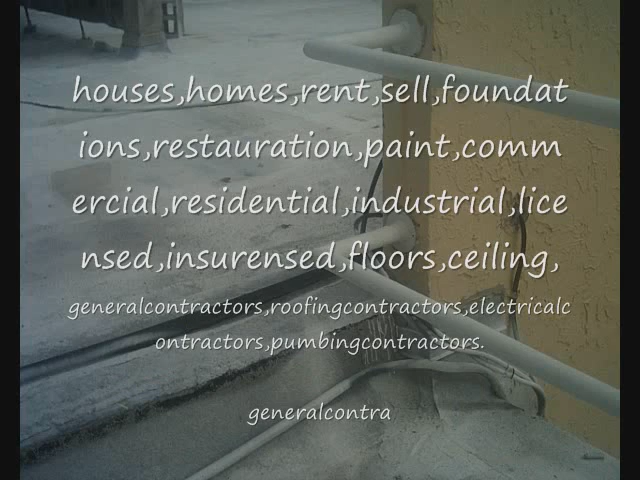 houses,homes,rent,sell,foundat
ions,restauration,paint,comm
ercial,residential,industrial,lice
nsed,insurensed,floors,ceiling,
generalcontractors,roofingcontractors,electricalc
ontractors,pumbingcontractors.
generalcontra